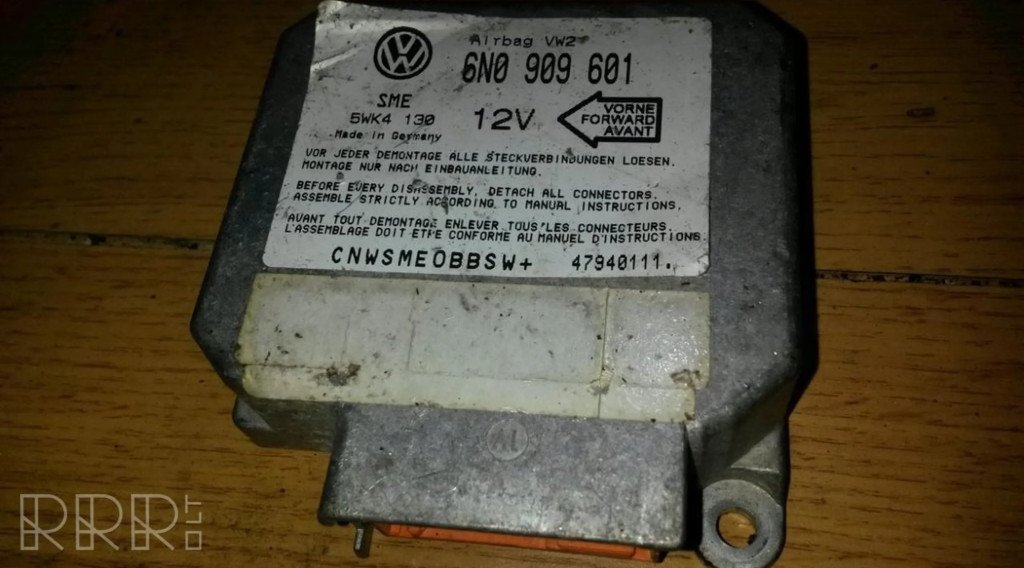 Airbag VW2
6N0 909 601
SME
5WK4 130
Made in Germany
12V
VORNE
FORWARD
AVANT
VOR JEDER DEMONTAGE ALLE STECKVERBINDUNGEN LOESEN.
MONTAGE NUR NACH EINBAUANLEITUNG.
BEFORE EVERY DISASSEMBLY, DETACH ALL CONNECTORS.
ASSEMBLE STRICTLY ACCORDING TO MANUAL INSTRUCTIONS.
AVANT TOUT DEMONTAGE ENLEVER TOUS LES CONNECTEURS.
L'ASSEMBLAGE DOIT ETRE CONFORME AU MANUEL D'INSTRUCTIONS
CNWSMEOBBSW+ 47940111.
RRR.LT